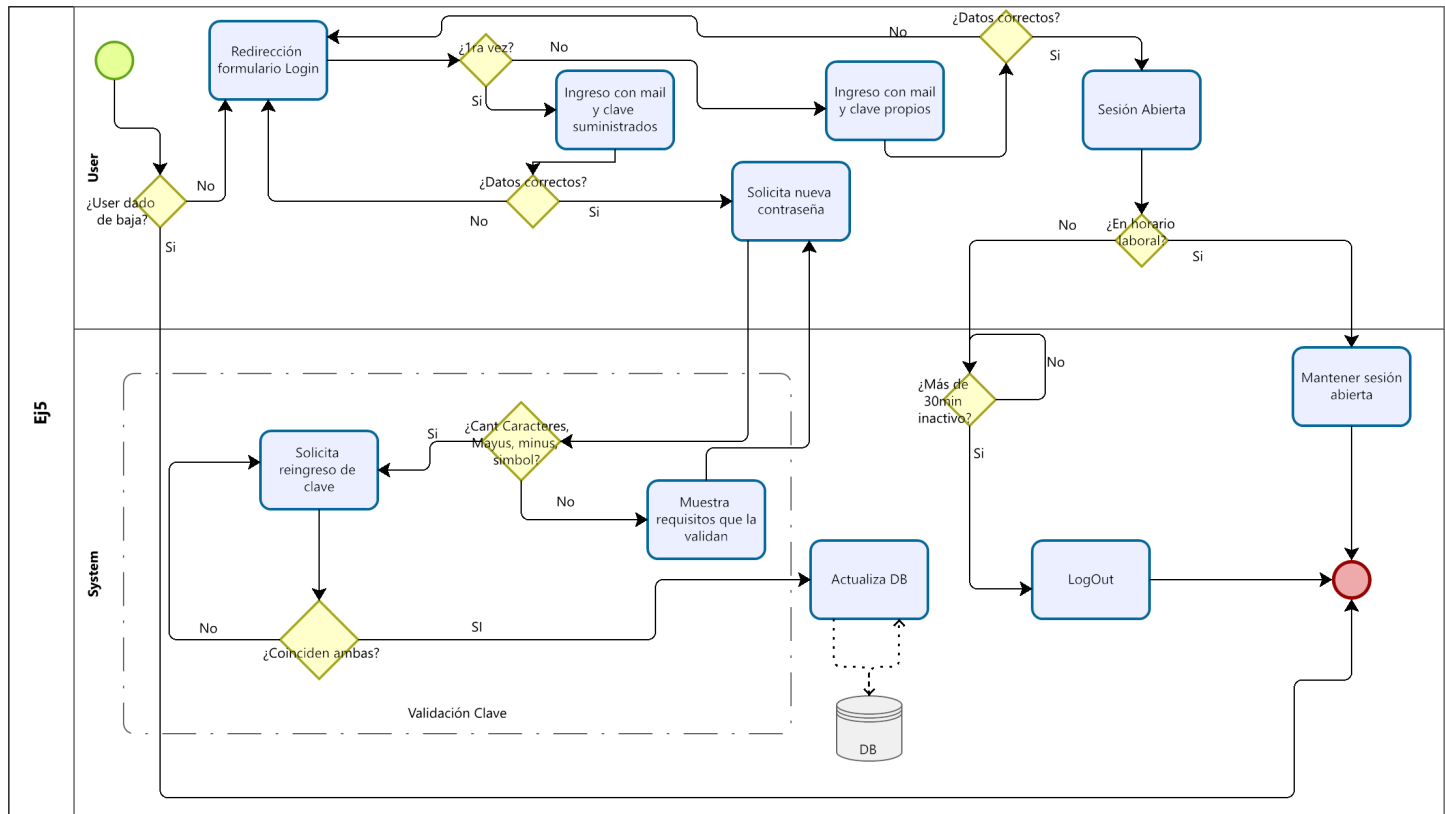 Ej5
User
¿User dado
de baja?
No
Si
Redirección
formulario Login
¿1ra vez?
No
Si
Ingreso con mail
y clave
suministrados
¿Datos correctos?
No
Si
Ingreso con mail
y clave propios
¿Datos correctos?
No
Si
Sesión Abierta
Solicita nueva
contraseña
¿En horario
laboral?
No
Si
System
¿Más de
30min
inactivo?
No
Si
Mantener sesión
abierta
¿Cant Caracteres,
Mayus, minus,
simbol?
Si
No
Solicita
reingreso de
clave
Muestra
requisitos que la
validan
¿Coinciden ambas?
No
SI
Validación Clave
Actualiza DB
DB
LogOut